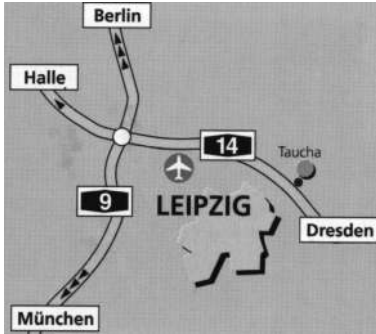 Berlin
Halle
14
Taucha
9
LEIPZIG
Dresden
München